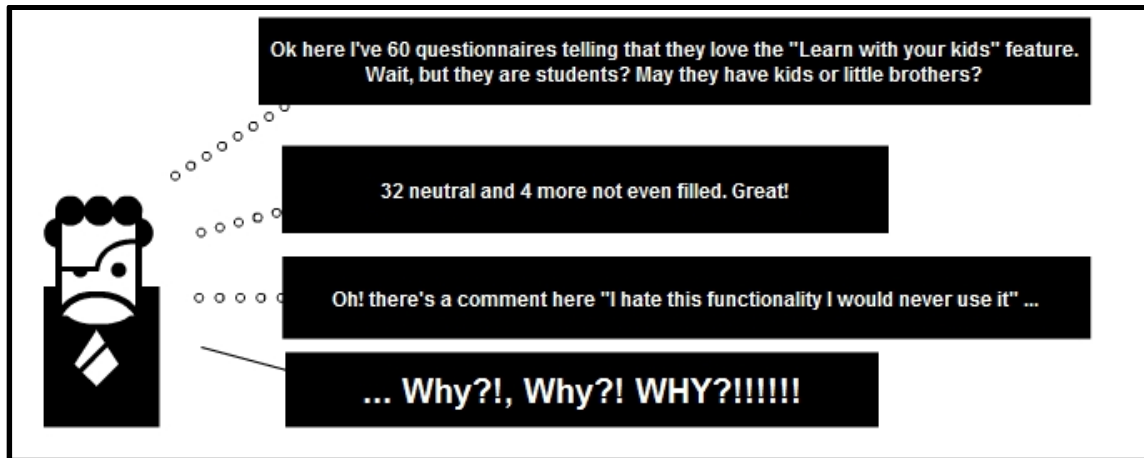 Ok here I've 60 questionnaires telling that they love the "Learn with your kids" feature.
Wait, but they are students? May they have kids or little brothers?
32 neutral and 4 more not even filled. Great!
Oh! there's a comment here "I hate this functionality I would never use it" ...
... Why?!, Why?! WHY?!!!!!!